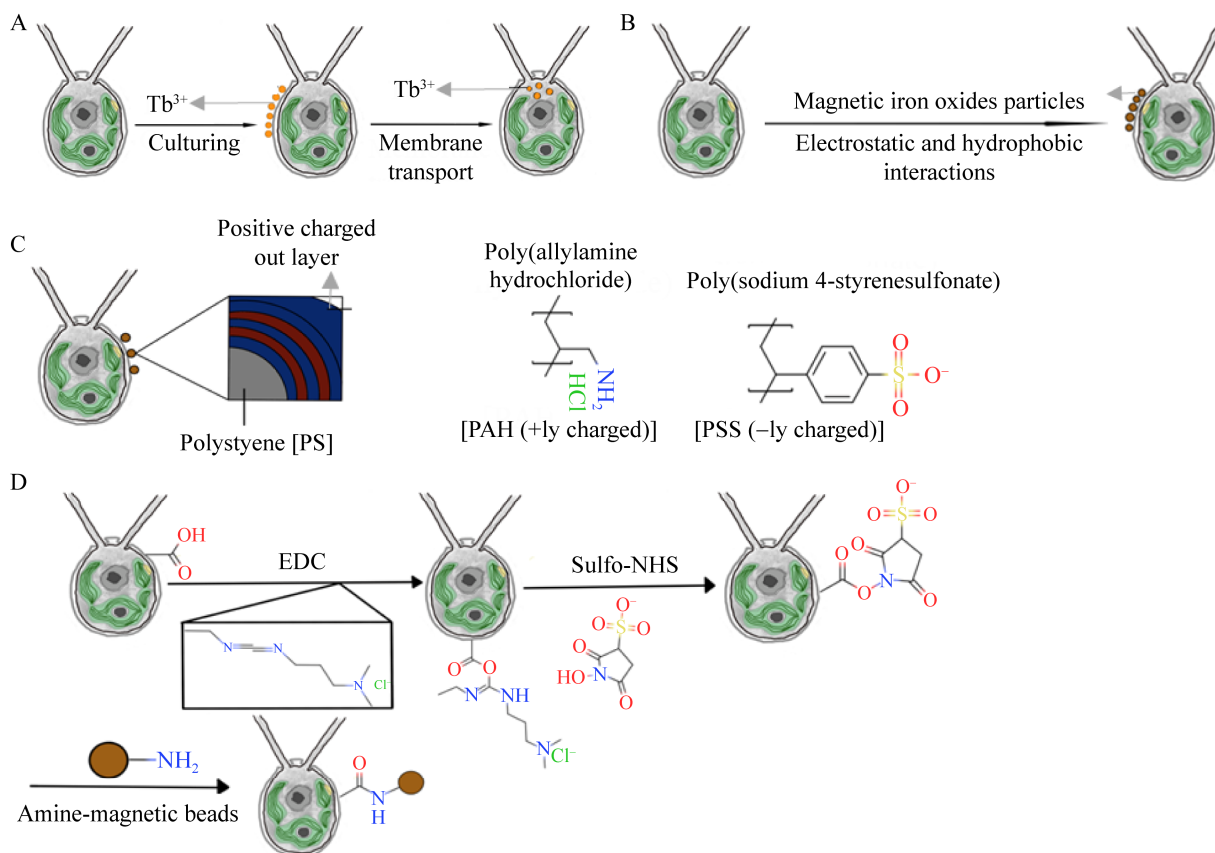 A
Tb³⁺
Culturing
Tb³⁺
Membrane
transport
B
Magnetic iron oxides particles
Electrostatic and hydrophobic
interactions
C
Positive charged
out layer
Polystyene [PS]
Poly(allylamine
hydrochloride)
NH₂
HCl
[PAH (+ly charged)]
Poly(sodium 4-styrenesulfonate)
O
S
O⁻
O
[PSS (–ly charged)]
D
OH
O
EDC
N
N
N
Cl⁻
O
O
N
NH
N
Cl⁻
Sulfo-NHS
O⁻
O
S
O
O
HO
N
O
O⁻
O
S
O
O
O
O
N
O
NH₂
Amine-magnetic beads
O
N
H